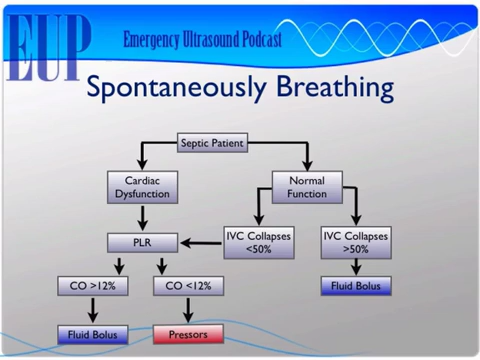 EUP
Emergency Ultrasound Podcast
Spontaneously Breathing
Septic Patient
Cardiac
Dysfunction
Normal
Function
PLR
IVC Collapses
<50%
IVC Collapses
>50%
CO >12%
CO <12%
Fluid Bolus
Fluid Bolus
Pressors